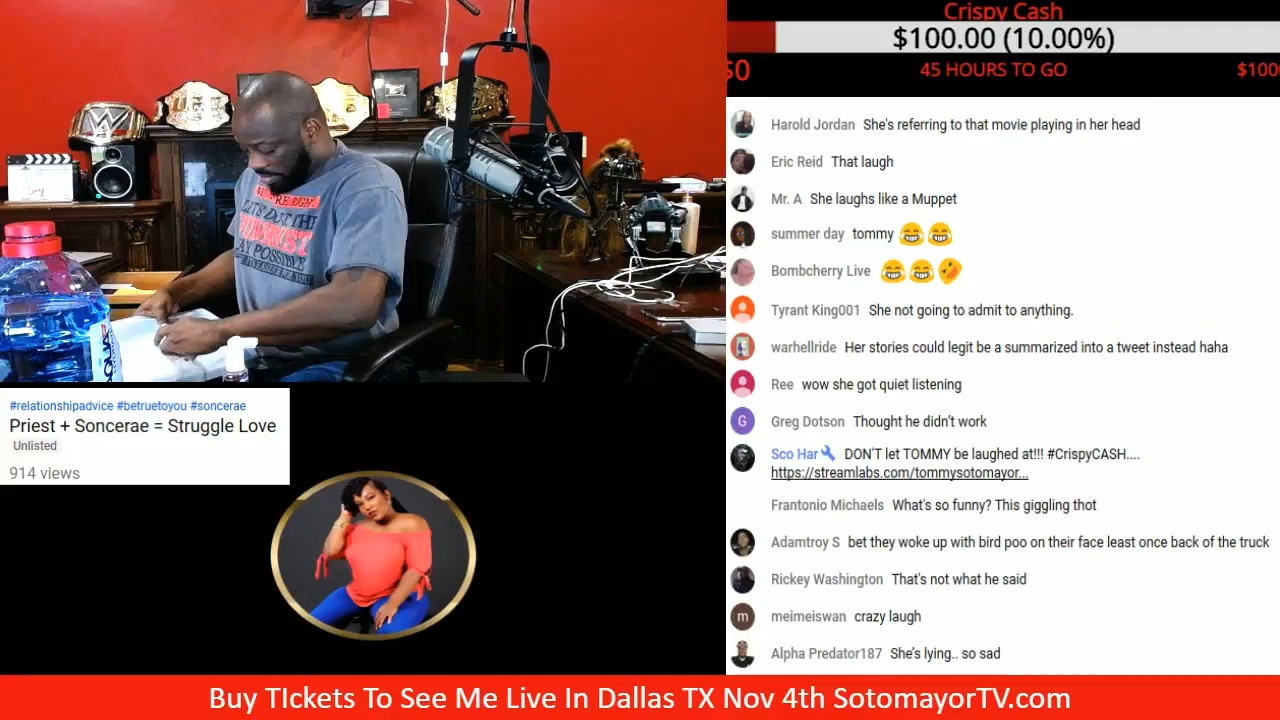 Crispy Cash
$100.00 (10.00%)
$0 45 HOURS TO GO $100
Harold Jordan She's referring to that movie playing in her head
Eric Reid That laugh
Mr. A She laughs like a Muppet
summer day tommy 😂 😂
Bombcherry Live 😂 😂 🤣
Tyrant King001 She not going to admit to anything.
warhellride Her stories could legit be a summarized into a tweet instead haha
Ree wow she got quiet listening
G Greg Dotson Thought he didn't work
Sco Har DON'T let TOMMY be laughed at!!! #CrispyCASH....
https://streamlabs.com/tommysotomayor...
Frantonio Michaels What's so funny? This giggling thot
Adamtroy S bet they woke up with bird poo on their face least once back of the truck
Rickey Washington That's not what he said
m meimeiswan crazy laugh
Alpha Predator187 She's lying.. so sad
#relationshipadvice #betruetoyou #soncerae
Priest + Soncerae = Struggle Love
Unlisted
914 views
Buy TIckets To See Me Live In Dallas TX Nov 4th SotomayorTV.com